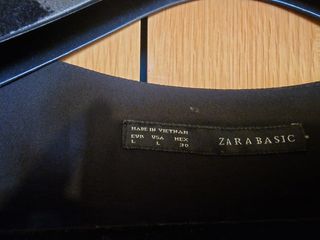 MADE IN VIETNAM
EUR USA MEX
L L 30
ZARA BASIC